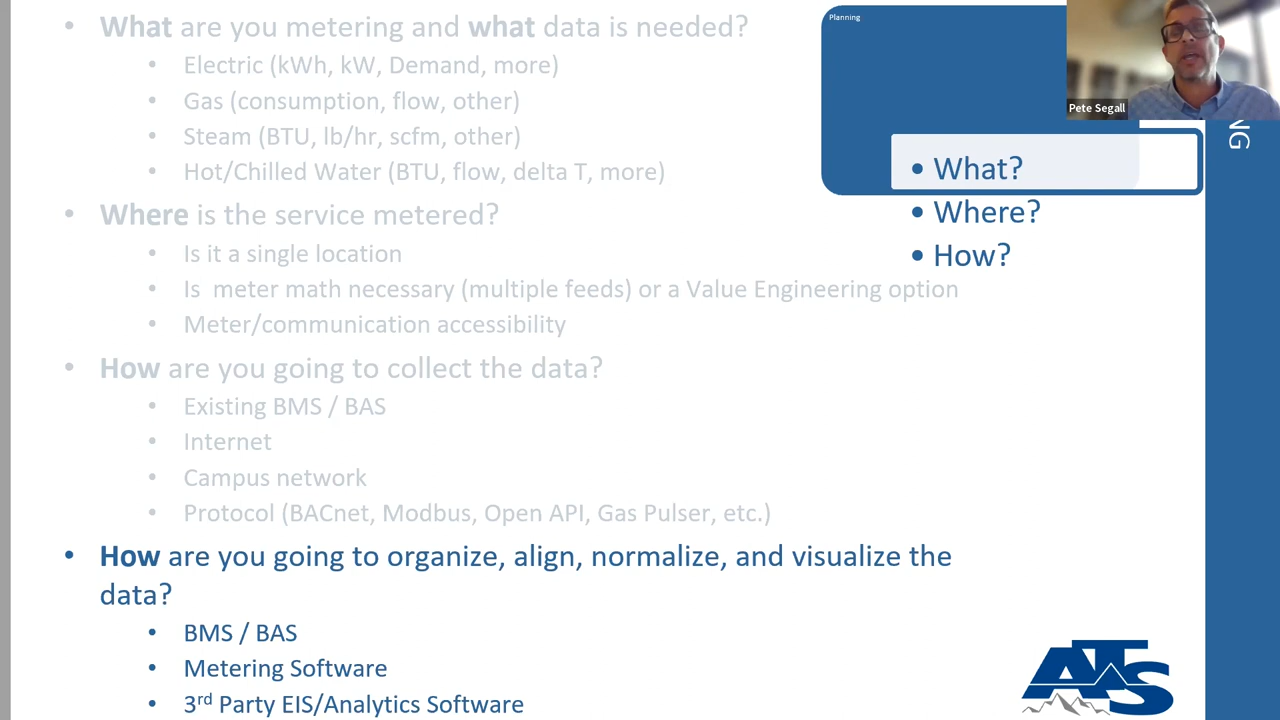 • What are you metering and what data is needed?
• Electric (kWh, kW, Demand, more)
• Gas (consumption, flow, other)
• Steam (BTU, lb/hr, scfm, other)
• Hot/Chilled Water (BTU, flow, delta T, more)
• Where is the service metered?
• Is it a single location
• Is  meter math necessary (multiple feeds) or a Value Engineering option
• Meter/communication accessibility
• How are you going to collect the data?
• Existing BMS / BAS
• Internet
• Campus network
• Protocol (BACnet, Modbus, Open API, Gas Pulser, etc.)
• How are you going to organize, align, normalize, and visualize the
data?
• BMS / BAS
• Metering Software
• 3rd Party EIS/Analytics Software
Planning
• What?
• Where?
• How?
Pete Segall
NG
ATS